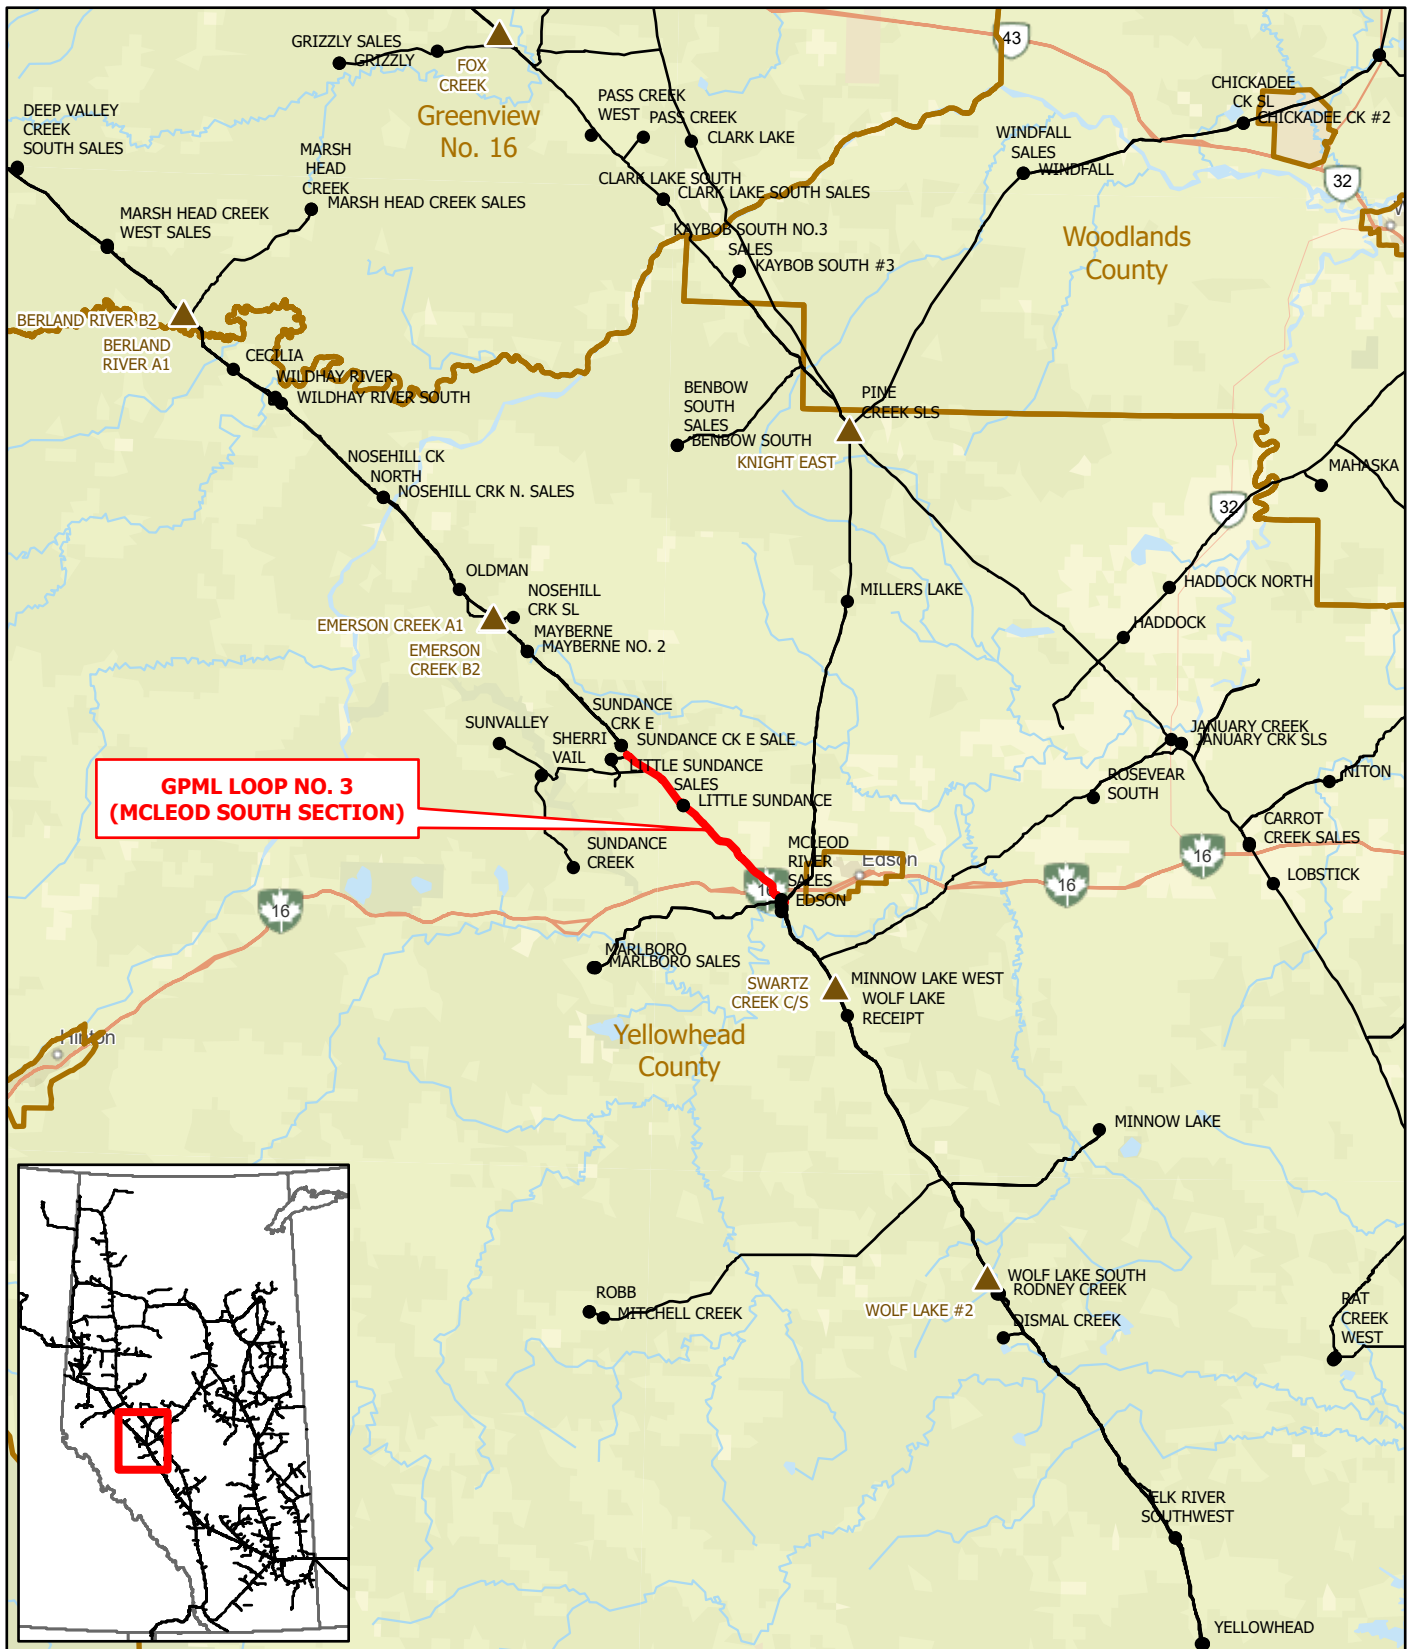 43
GRIZZLY SALES
GRIZZLY
FOX
CREEK
Greenview
No. 16
DEEP VALLEY
CREEK
SOUTH SALES
MARSH
HEAD
CREEK
MARSH HEAD CREEK SALES
PASS CREEK
WEST
PASS CREEK
CLARK LAKE
CHICKADEE
CK SL
CHICKADEE CK #2
WINDFALL
SALES
WINDFALL
32
CLARK LAKE SOUTH
CLARK LAKE SOUTH SALES
MARSH HEAD CREEK
WEST SALES
KAYBOB SOUTH NO.3
SALES
KAYBOB SOUTH #3
Woodlands
County
BERLAND RIVER B2
BERLAND
RIVER A1
CECILIA
WILDHAY RIVER
WILDHAY RIVER SOUTH
BENBOW
SOUTH
SALES
BENBOW SOUTH
PINE
CREEK SLS
KNIGHT EAST
NOSEHILL CK
NORTH
NOSEHILL CRK N. SALES
MAHASKA
32
OLDMAN
NOSEHILL
CRK SL
MILLERS LAKE
HADDOCK NORTH
HADDOCK
EMERSON CREEK A1
EMERSON
CREEK B2
MAYBERNE
MAYBERNE NO. 2
SUNDANCE
CRK E
SUNDANCE CK E SALE
SUNVALLEY
SHERRI
VAIL
LITTLE SUNDANCE
SALES
LITTLE SUNDANCE
JANUARY CREEK
JANUARY CRK SLS
ROSEVEAR
SOUTH
NITON
GPML LOOP NO. 3
(MCLEOD SOUTH SECTION)
SUNDANCE
CREEK
MCLEOD
RIVER
SALES
EDSON
Edson
CARROT
CREEK SALES
LOBSTICK
16
16
16
16
MARLBORO
MARLBORO SALES
SWARTZ
CREEK C/S
MINNOW LAKE WEST
WOLF LAKE
RECEIPT
Hinton
Yellowhead
County
MINNOW LAKE
ROBB
MITCHELL CREEK
WOLF LAKE SOUTH
RODNEY CREEK
WOLF LAKE #2
DISMAL CREEK
RAT
CREEK
WEST
ELK RIVER
SOUTHWEST
YELLOWHEAD